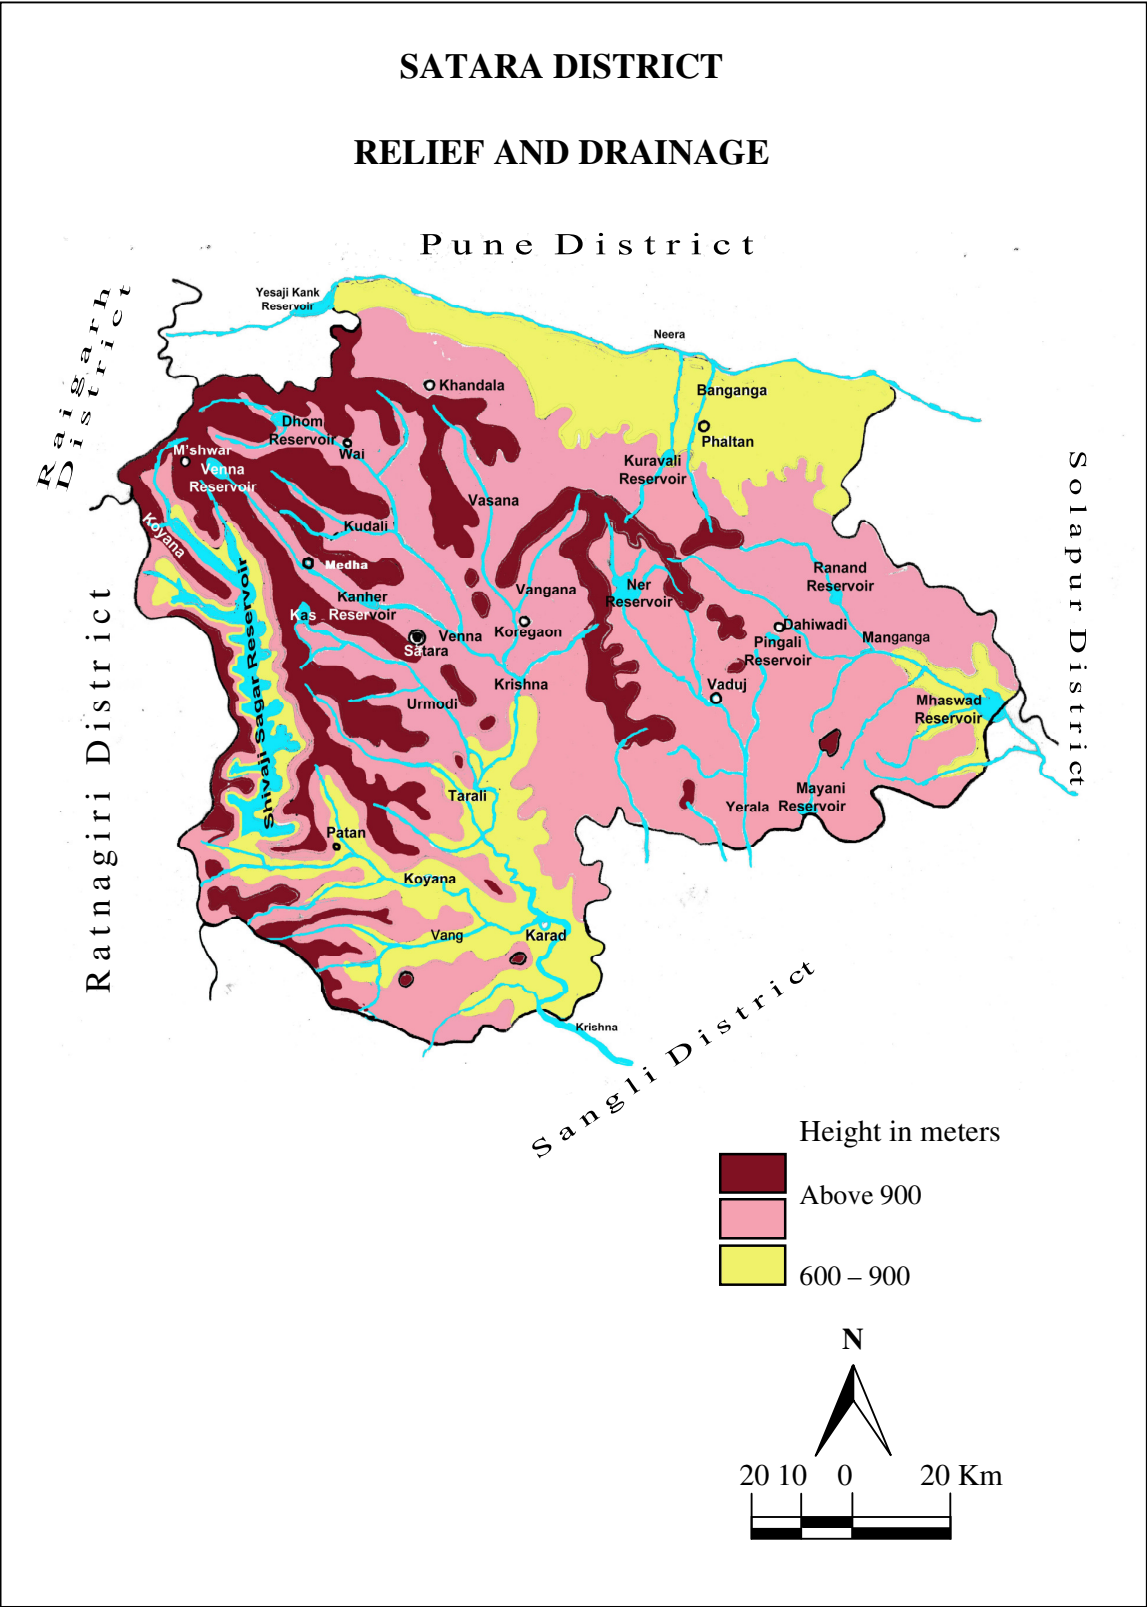 SATARA DISTRICT
RELIEF AND DRAINAGE
Pune District
Raigarh
District
Yesaji Kank
Reservoir
Neera
Khandala
Banganga
Dhom
Reservoir
Wai
Phaltan
M'shwar
Venna
Reservoir
Kuravali
Reservoir
Solapur District
Vasana
Koyana
Kudali
Medha
Ranand
Reservoir
Vangana
Ner
Reservoir
Kanher
Reservoir
Kas
Koregaon
Dahiwadi
Venna
Satara
Pingali
Reservoir
Manganga
Shivaji Sagar Reservoir
Krishna
Vaduj
Urmodi
Mhaswad
Reservoir
Ratnagiri District
Tarali
Mayani
Reservoir
Yerala
Patan
Koyana
Vang
Karad
Krishna
Sangli District
Height in meters
Above 900
600 – 900
N
20 10 0 20 Km